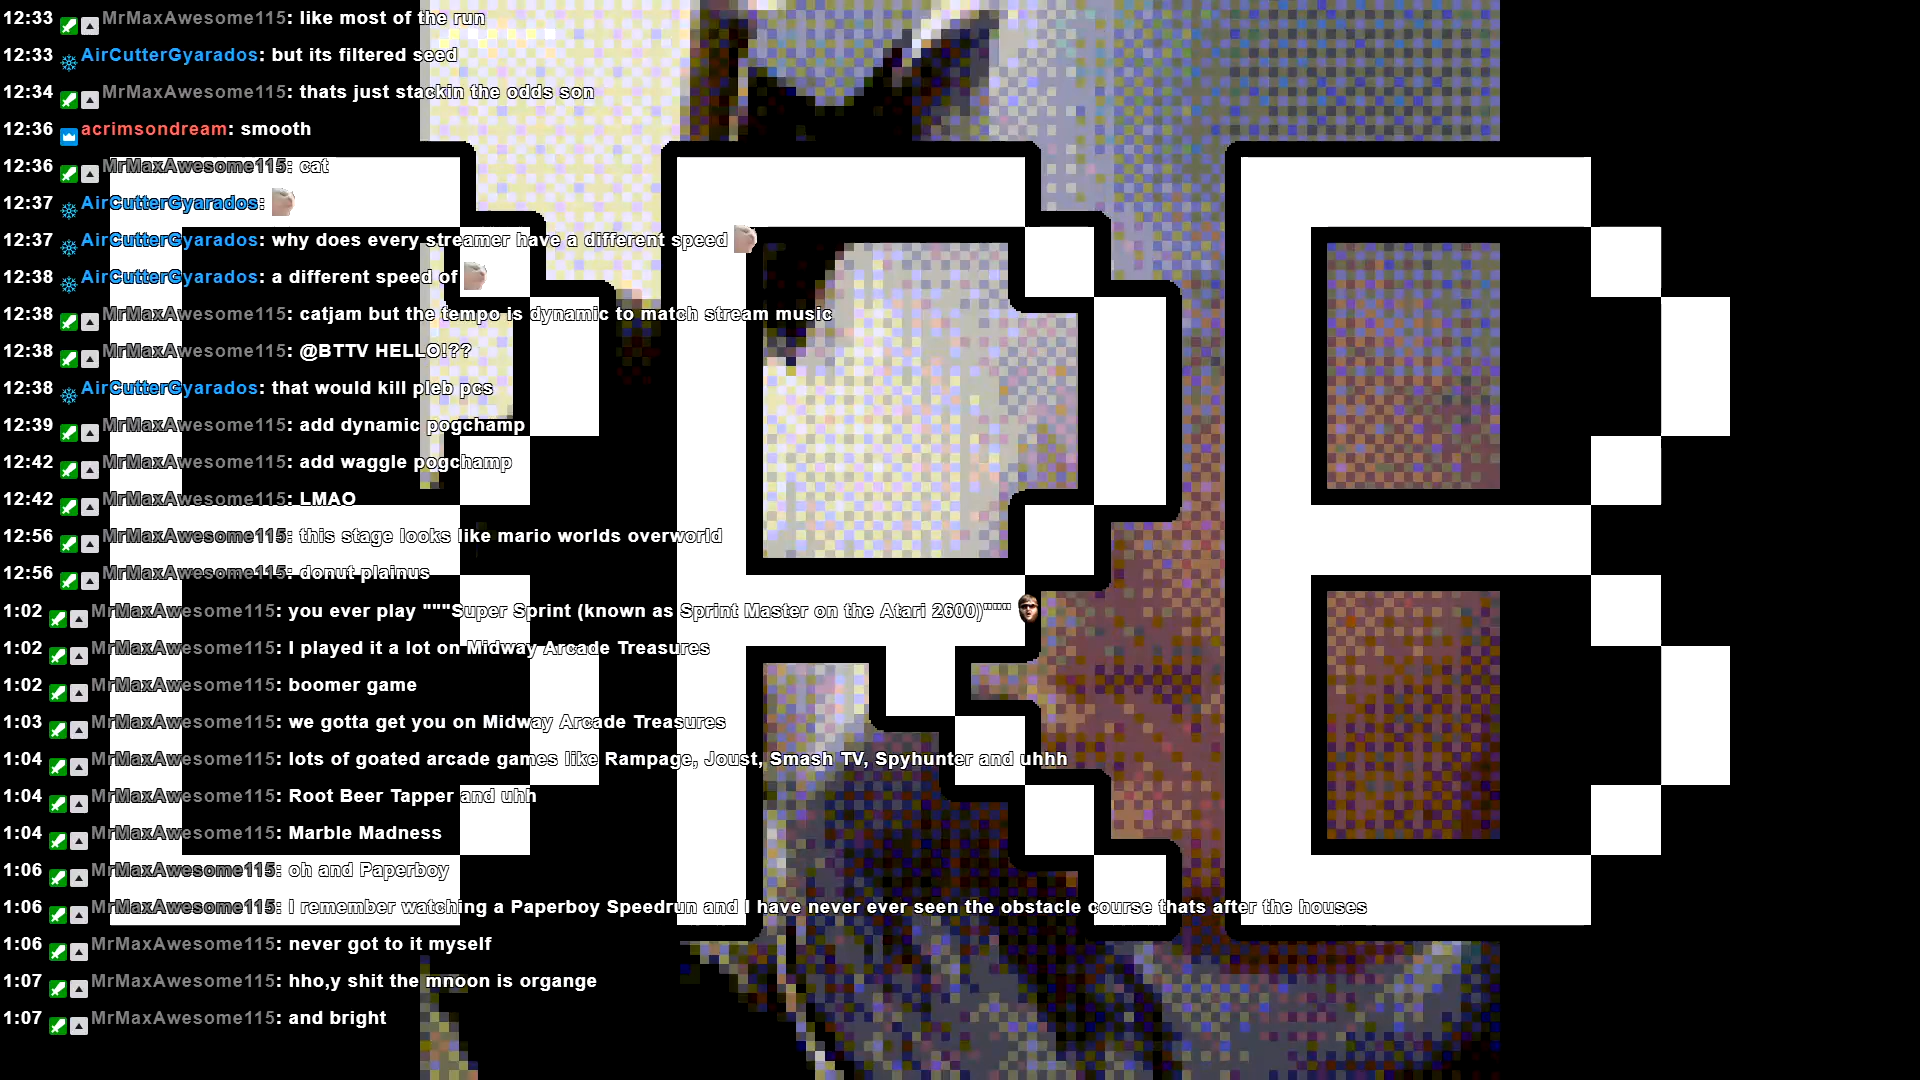 12:33 MrMaxAwesome115: like most of the run
12:33 AirCutterGyarados: but its filtered seed
12:34 MrMaxAwesome115: thats just stackin the odds son
12:36 acrimsondream: smooth
12:36 MrMaxAwesome115: cat
12:37 AirCutterGyarados:
12:37 AirCutterGyarados: why does every streamer have a different speed
12:38 AirCutterGyarados: a different speed of
12:38 MrMaxAwesome115: catjam but the tempo is dynamic to match stream music
12:38 MrMaxAwesome115: @BTTV HELLO!??
12:38 AirCutterGyarados: that would kill pleb pcs
12:39 MrMaxAwesome115: add dynamic pogchamp
12:42 MrMaxAwesome115: add waggle pogchamp
12:42 MrMaxAwesome115: LMAO
12:56 MrMaxAwesome115: this stage looks like mario worlds overworld
12:56 MrMaxAwesome115: donut plainus
1:02 MrMaxAwesome115: you ever play """Super Sprint (known as Sprint Master on the Atari 2600)"""
1:02 MrMaxAwesome115: I played it a lot on Midway Arcade Treasures
1:02 MrMaxAwesome115: boomer game
1:03 MrMaxAwesome115: we gotta get you on Midway Arcade Treasures
1:04 MrMaxAwesome115: lots of goated arcade games like Rampage, Joust, Smash TV, Spyhunter and uhhh
1:04 MrMaxAwesome115: Root Beer Tapper and uhh
1:04 MrMaxAwesome115: Marble Madness
1:06 MrMaxAwesome115: oh and Paperboy
1:06 MrMaxAwesome115: I remember watching a Paperboy Speedrun and I have never ever seen the obstacle course thats after the houses
1:06 MrMaxAwesome115: never got to it myself
1:07 MrMaxAwesome115: hho,y shit the mnoon is organge
1:07 MrMaxAwesome115: and bright
BRB